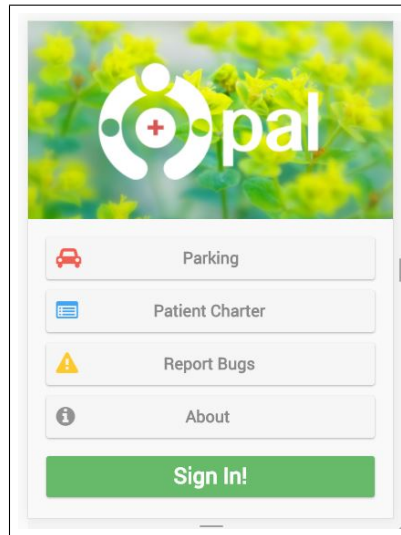 pal
Parking
Patient Charter
Report Bugs
About
Sign In!